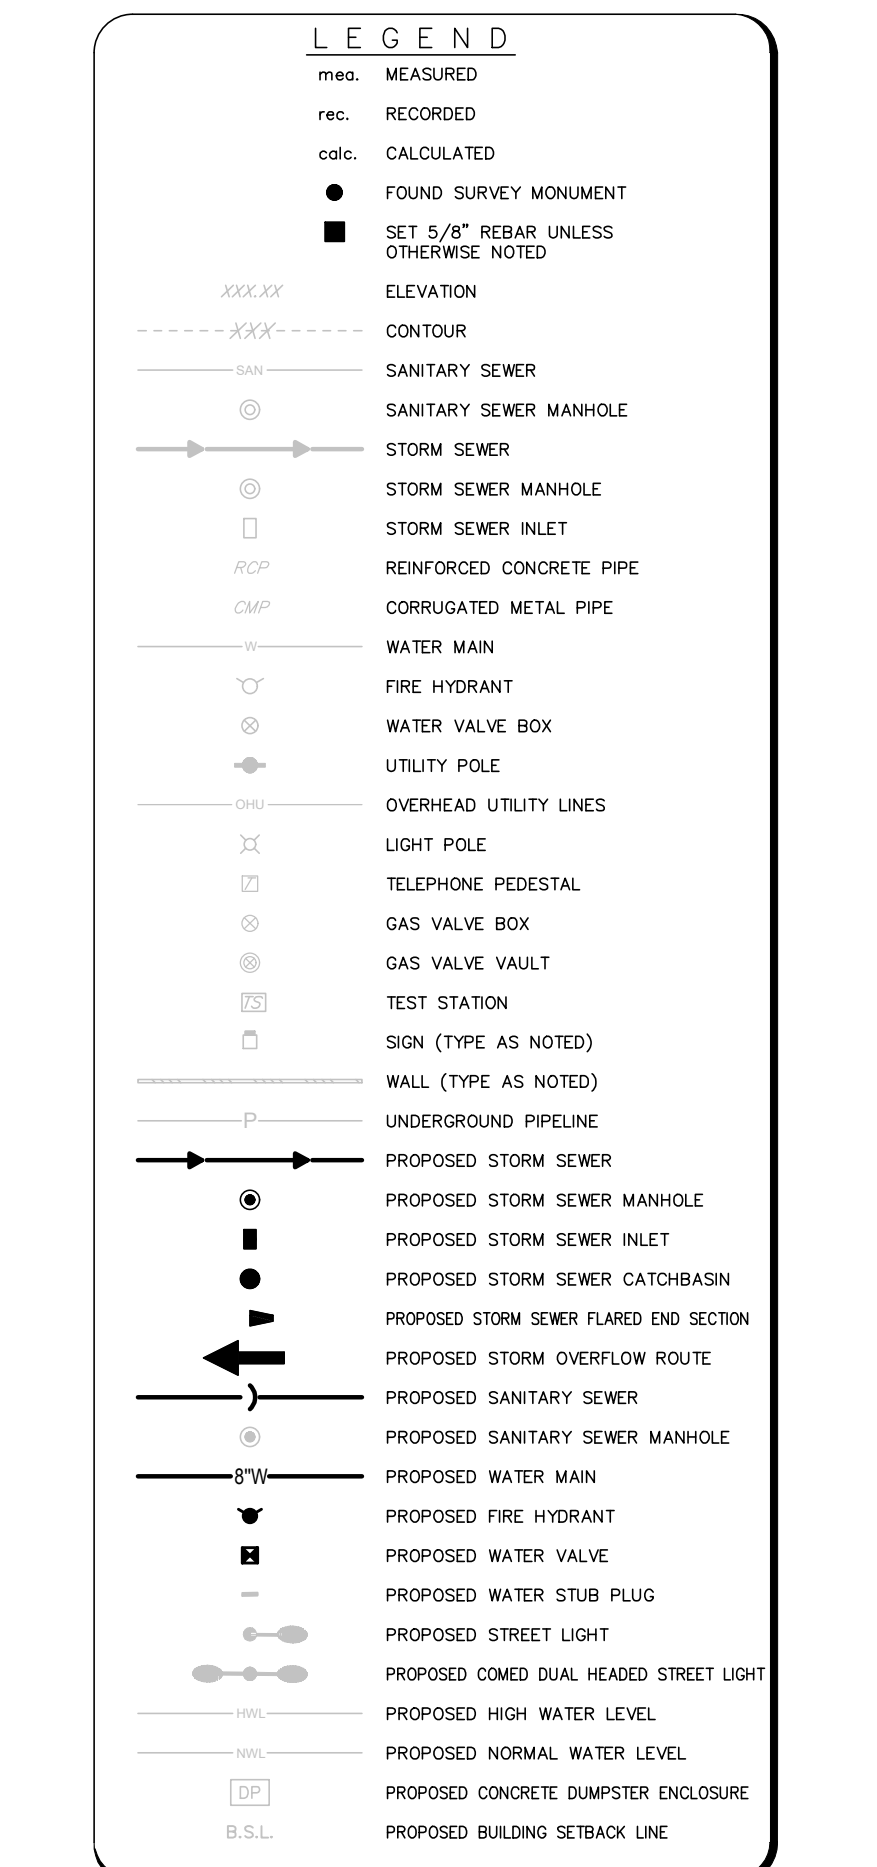 LEGEND
mea. MEASURED
rec. RECORDED
calc. CALCULATED
FOUND SURVEY MONUMENT
SET 5/8" REBAR UNLESS
OTHERWISE NOTED
XXX.XX ELEVATION
XXX CONTOUR
SAN SANITARY SEWER
SANITARY SEWER MANHOLE
STORM SEWER
STORM SEWER MANHOLE
STORM SEWER INLET
RCP REINFORCED CONCRETE PIPE
CMP CORRUGATED METAL PIPE
W WATER MAIN
FIRE HYDRANT
WATER VALVE BOX
UTILITY POLE
OHU OVERHEAD UTILITY LINES
LIGHT POLE
T TELEPHONE PEDESTAL
GAS VALVE BOX
GAS VALVE VAULT
TS TEST STATION
SIGN (TYPE AS NOTED)
WALL (TYPE AS NOTED)
P UNDERGROUND PIPELINE
PROPOSED STORM SEWER
PROPOSED STORM SEWER MANHOLE
PROPOSED STORM SEWER INLET
PROPOSED STORM SEWER CATCHBASIN
PROPOSED STORM SEWER FLARED END SECTION
PROPOSED STORM OVERFLOW ROUTE
PROPOSED SANITARY SEWER
PROPOSED SANITARY SEWER MANHOLE
8"W PROPOSED WATER MAIN
PROPOSED FIRE HYDRANT
PROPOSED WATER VALVE
PROPOSED WATER STUB PLUG
PROPOSED STREET LIGHT
PROPOSED COMED DUAL HEADED STREET LIGHT
HWL PROPOSED HIGH WATER LEVEL
NWL PROPOSED NORMAL WATER LEVEL
DP PROPOSED CONCRETE DUMPSTER ENCLOSURE
B.S.L. PROPOSED BUILDING SETBACK LINE